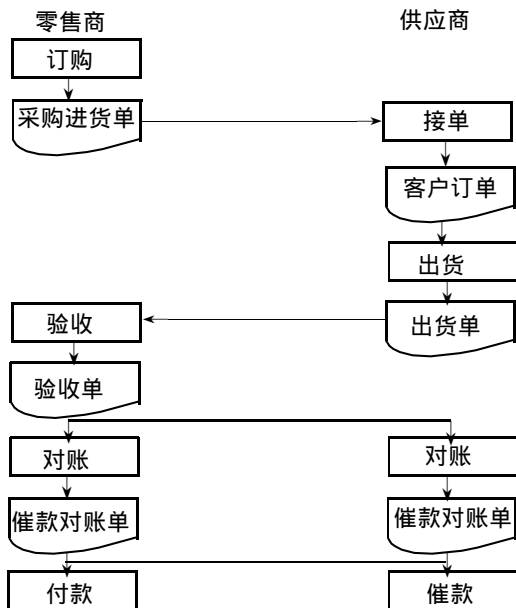 零售商
供应商
订购
采购进货单
接单
客户订单
出货
验收
出货单
验收单
对账
对账
催款对账单
催款对账单
付款
催款